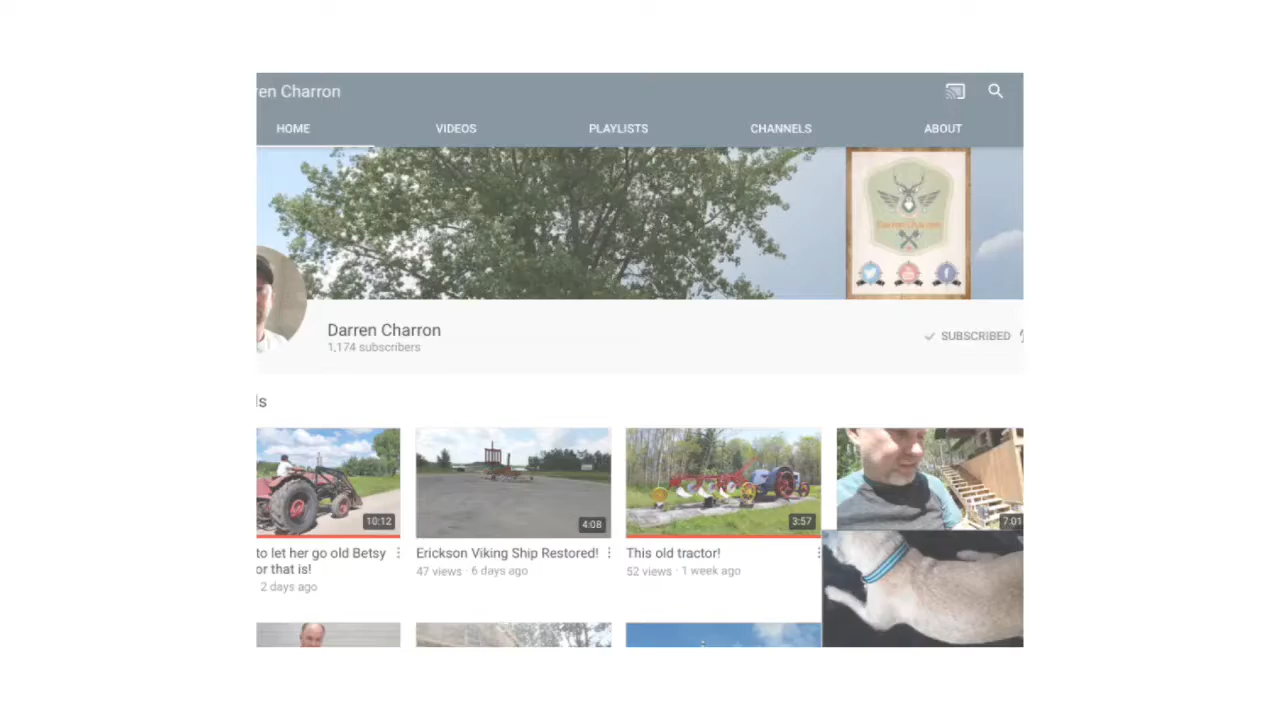 ren Charron
HOME VIDEOS PLAYLISTS CHANNELS ABOUT
Darren Charron
Darren Charron
1,174 subscribers
SUBSCRIBED
ls
10:12
4:08
3:57
7:01
to let her go old Betsy
or that is!
2 days ago
Erickson Viking Ship Restored!
47 views · 6 days ago
This old tractor!
52 views · 1 week ago